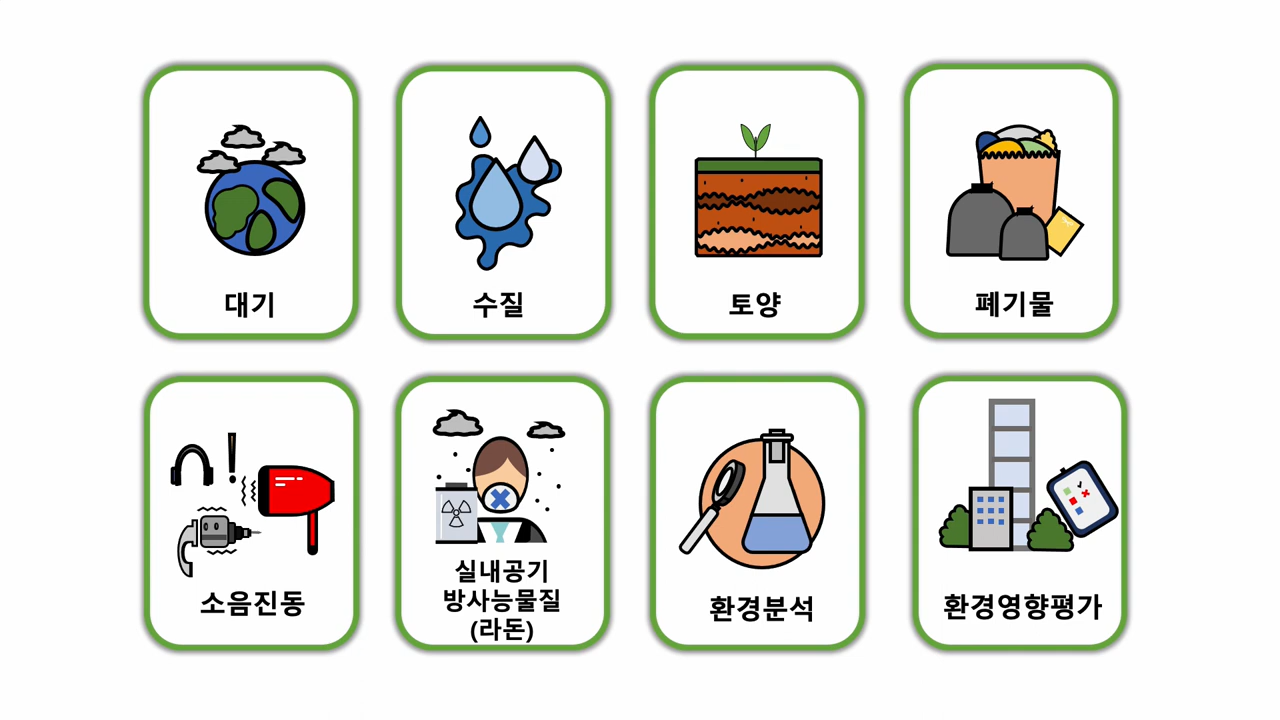 대기
수질
토양
폐기물
소음진동
실내공기
방사능물질
(라돈)
환경분석
환경영향평가